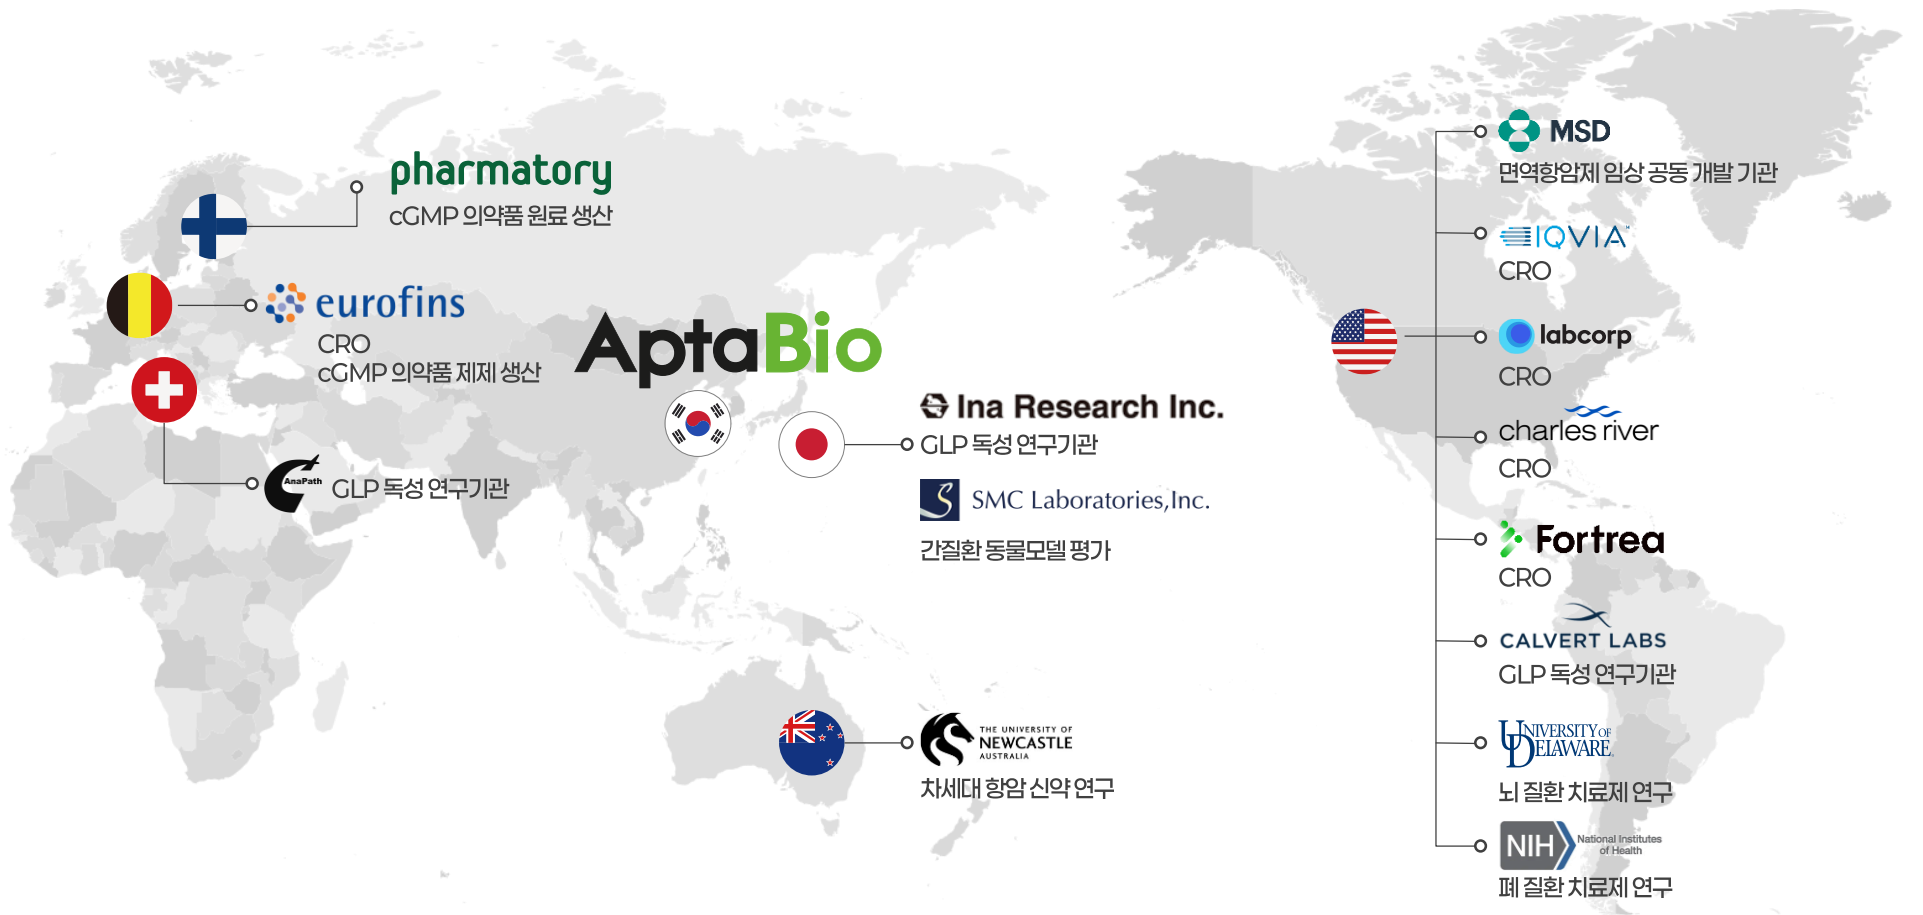 pharmatory
cGMP 의약품 원료 생산
eurofins
CRO
cGMP 의약품 제제 생산
AnaPath
GLP 독성 연구기관
AptaBio
Ina Research Inc.
GLP 독성 연구기관
SMC Laboratories,Inc.
간질환 동물모델 평가
THE UNIVERSITY OF
NEWCASTLE
AUSTRALIA
차세대 항암 신약 연구
MSD
면역항암제 임상 공동 개발 기관
IQVIA™
CRO
labcorp
CRO
charles river
CRO
Fortrea
CRO
CALVERT LABS
GLP 독성 연구기관
UNIVERSITY OF
DELAWARE
뇌 질환 치료제 연구
NIH National Institutes
of Health
폐 질환 치료제 연구